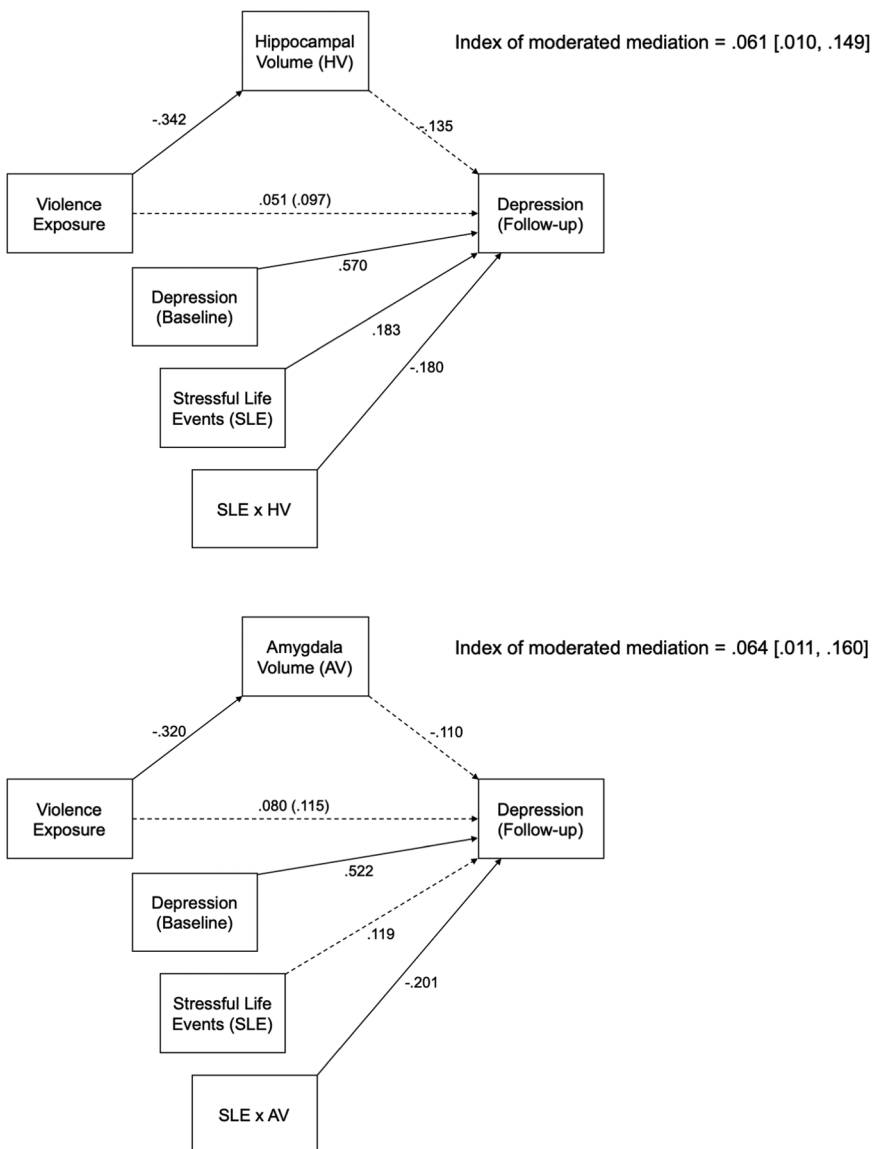 Hippocampal
Volume (HV)
Index of moderated mediation = .061 [.010, .149]
-.342
-.135
Violence
Exposure
.051 (.097)
Depression
(Follow-up)
.570
Depression
(Baseline)
.183
-.180
Stressful Life
Events (SLE)
SLE x HV
Amygdala
Volume (AV)
Index of moderated mediation = .064 [.011, .160]
-.320
-.110
Violence
Exposure
.080 (.115)
Depression
(Follow-up)
.522
Depression
(Baseline)
.119
-.201
Stressful Life
Events (SLE)
SLE x AV